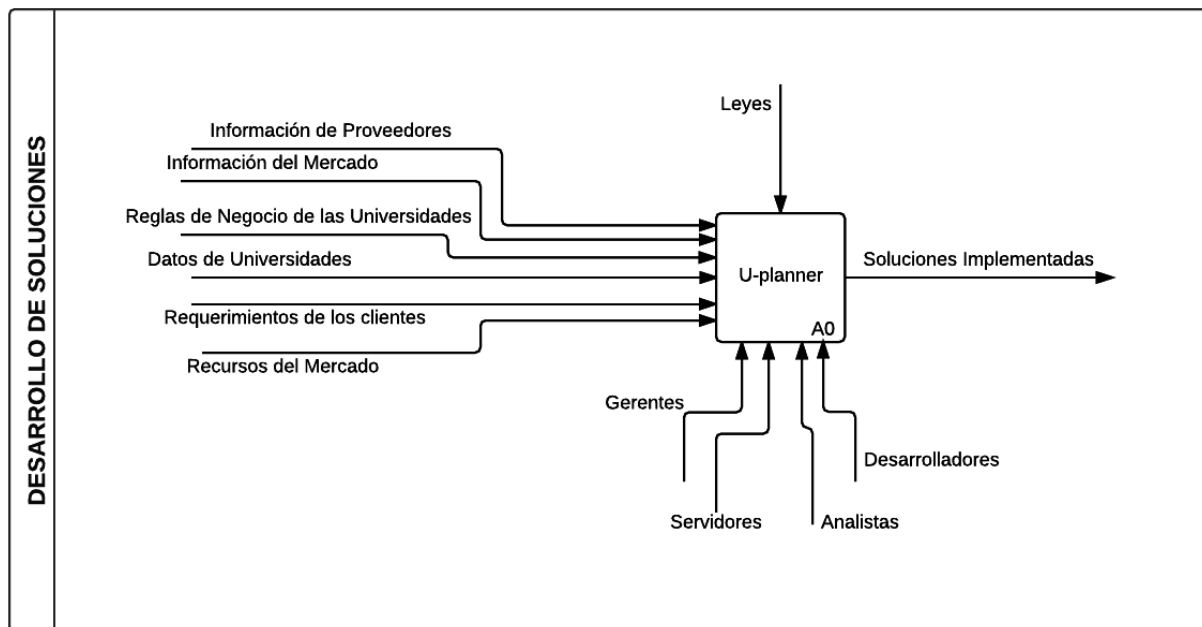 DESARROLLO DE SOLUCIONES
Leyes
Información de Proveedores
Información del Mercado
Reglas de Negocio de las Universidades
Datos de Universidades
Requerimientos de los clientes
Recursos del Mercado
U-planner
A0
Soluciones Implementadas
Gerentes
Desarrolladores
Servidores
Analistas